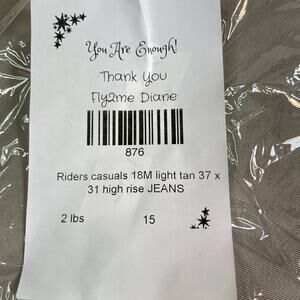 You Are Enough!
Thank You
Fly2me Diane
876
Riders casuals 18M light tan 37 x
31 high rise JEANS
2 lbs 15